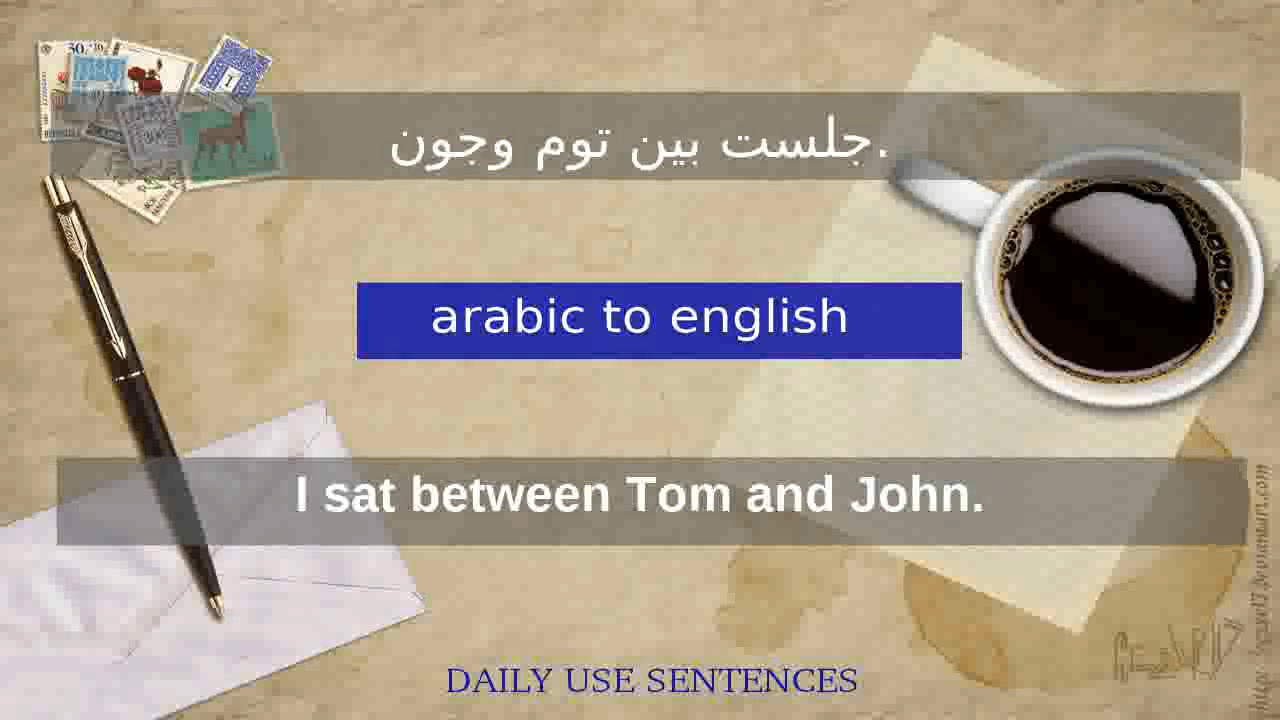 جلست بين توم وجون.
arabic to english
I sat between Tom and John.
DAILY USE SENTENCES